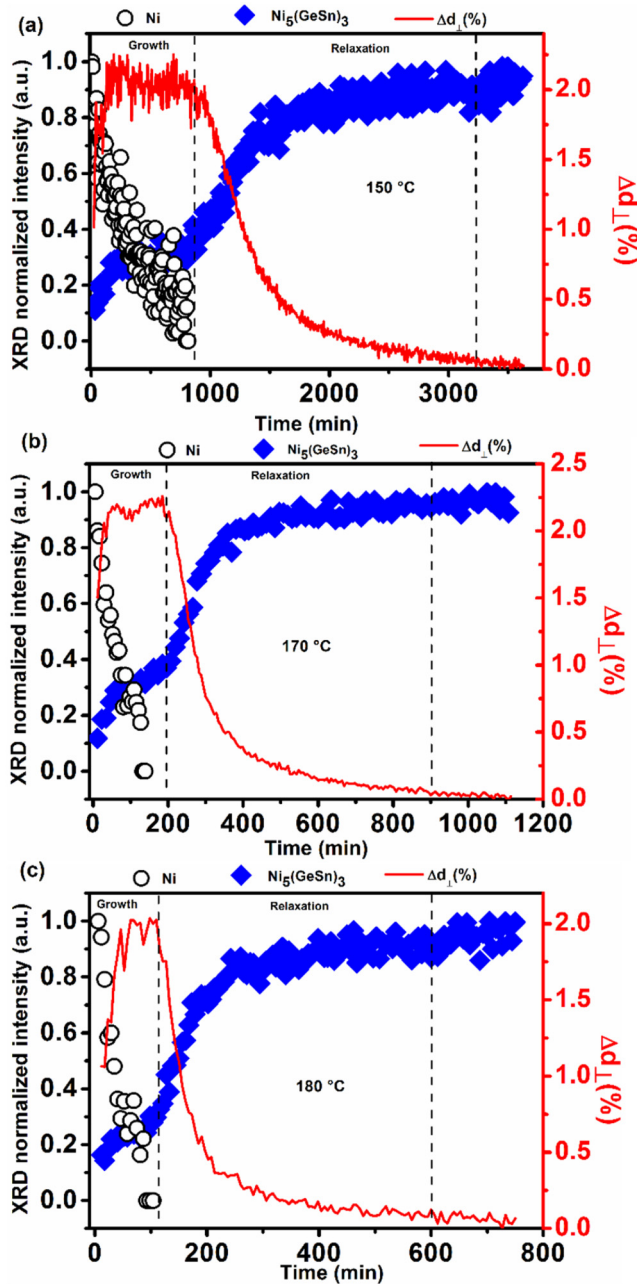 (a)
Ni Ni₅(GeSn)₃ Δd⊥(%)
Growth Relaxation
XRD normalized intensity (a.u.)
1.0
0.8
0.6
0.4
0.2
0.0
150 °C
2.0
1.5
1.0
0.5
0.0
Δd⊥(%)
0 1000 2000 3000
Time (min)
(b)
Ni Ni₅(GeSn)₃ Δd⊥(%)
Growth Relaxation
XRD normalized intensity (a.u.)
1.0
0.8
0.6
0.4
0.2
0.0
170 °C
2.5
2.0
1.5
1.0
0.5
0.0
Δd⊥(%)
0 200 400 600 800 1000 1200
Time (min)
(c)
Ni Ni₅(GeSn)₃ Δd⊥(%)
Growth Relaxation
XRD normalized intensity (a.u.)
1.0
0.8
0.6
0.4
0.2
0.0
180 °C
2.0
1.5
1.0
0.5
0.0
Δd⊥(%)
0 200 400 600 800
Time (min)